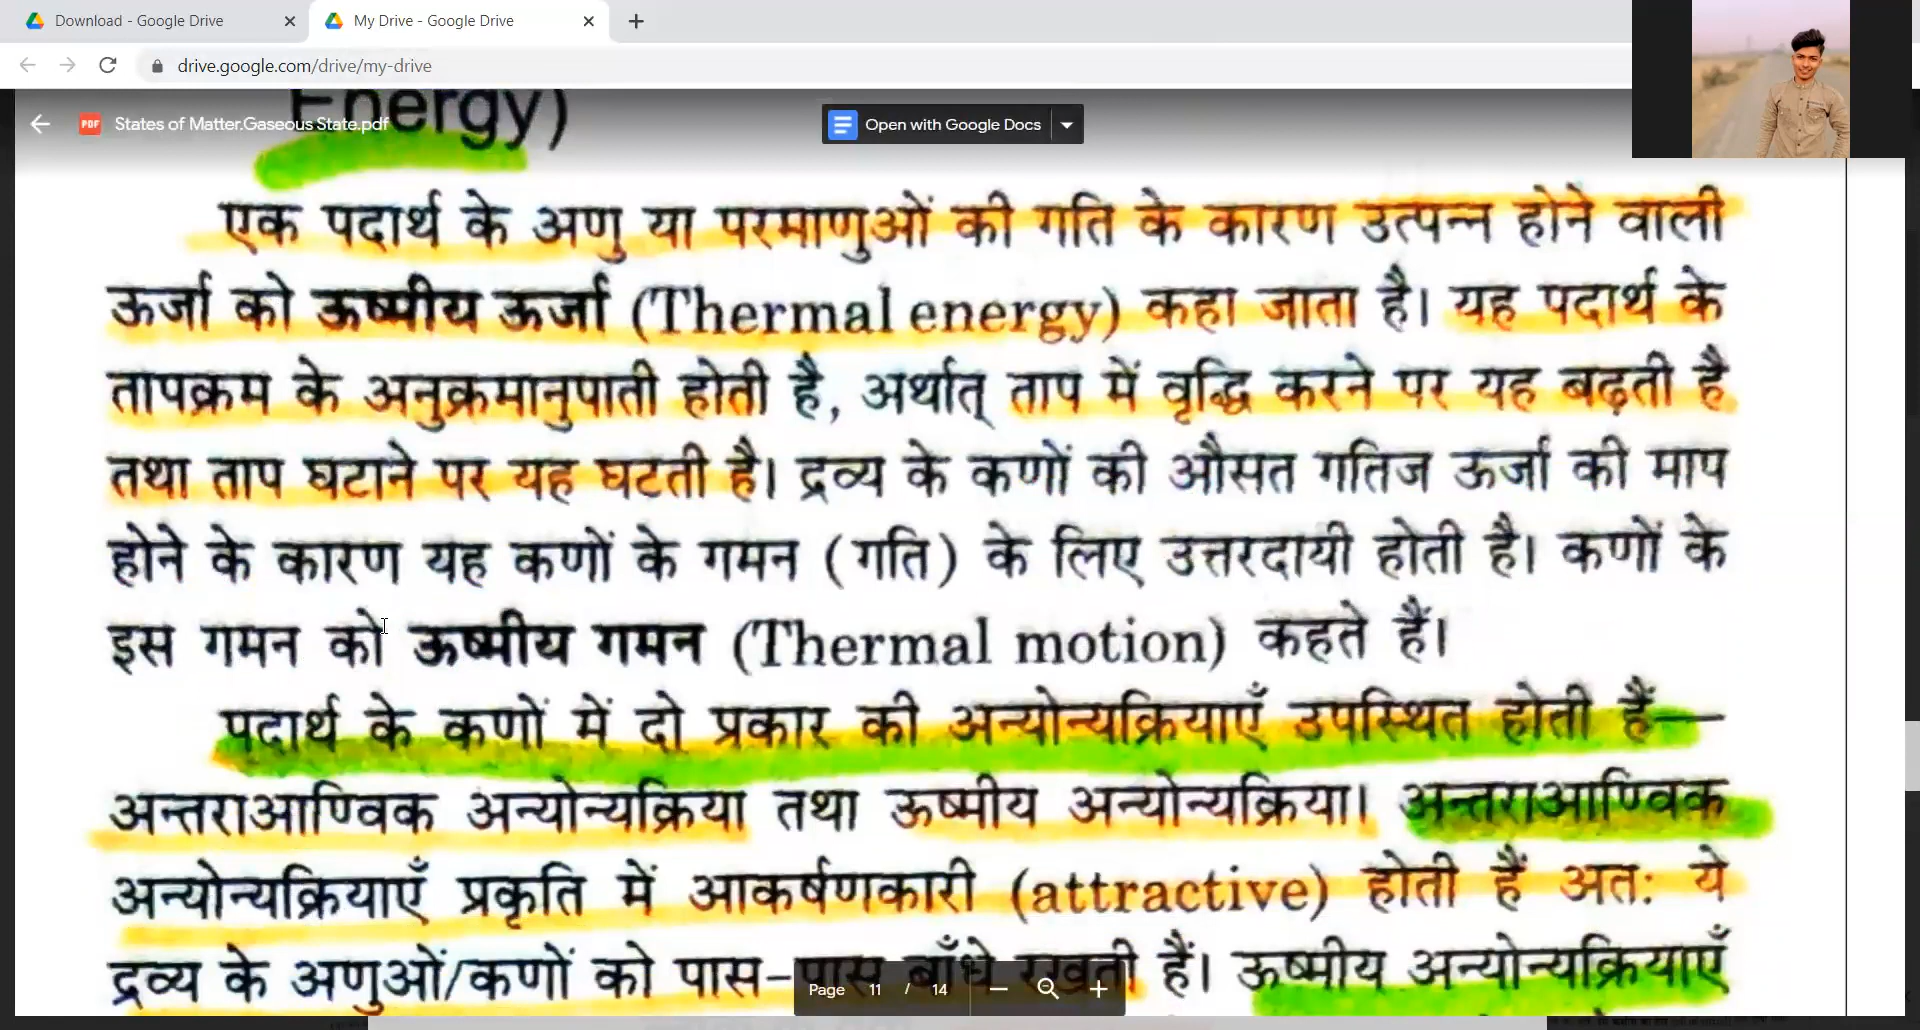 Download - Google Drive
My Drive - Google Drive
drive.google.com/drive/my-drive
Energy)
PDF States of Matter.Gaseous State.pdf
Open with Google Docs
एक पदार्थ के अणु या परमाणुओं की गति के कारण उत्पन्न होने वाली
ऊर्जा को ऊष्मीय ऊर्जा (Thermal energy) कहा जाता है। यह पदार्थ के
तापक्रम के अनुक्रमानुपाती होती है, अर्थात् ताप में वृद्धि करने पर यह बढ़ती है
तथा ताप घटाने पर यह घटती है। द्रव्य के कणों की औसत गतिज ऊर्जा की माप
होने के कारण यह कणों के गमन (गति) के लिए उत्तरदायी होती है। कणों के
इस गमन को ऊष्मीय गमन (Thermal motion) कहते हैं।
पदार्थ के कणों में दो प्रकार की अन्योन्यक्रियाएँ उपस्थित होती हैं—
अन्तराआण्विक अन्योन्यक्रिया तथा ऊष्मीय अन्योन्यक्रिया। अन्तराआण्विक
अन्योन्यक्रियाएँ प्रकृति में आकर्षणकारी (attractive) होती हैं अत: ये
द्रव्य के अणुओं/कणों को पास-पास बाँधे रखती हैं। ऊष्मीय अन्योन्यक्रियाएँ
Page 11 / 14